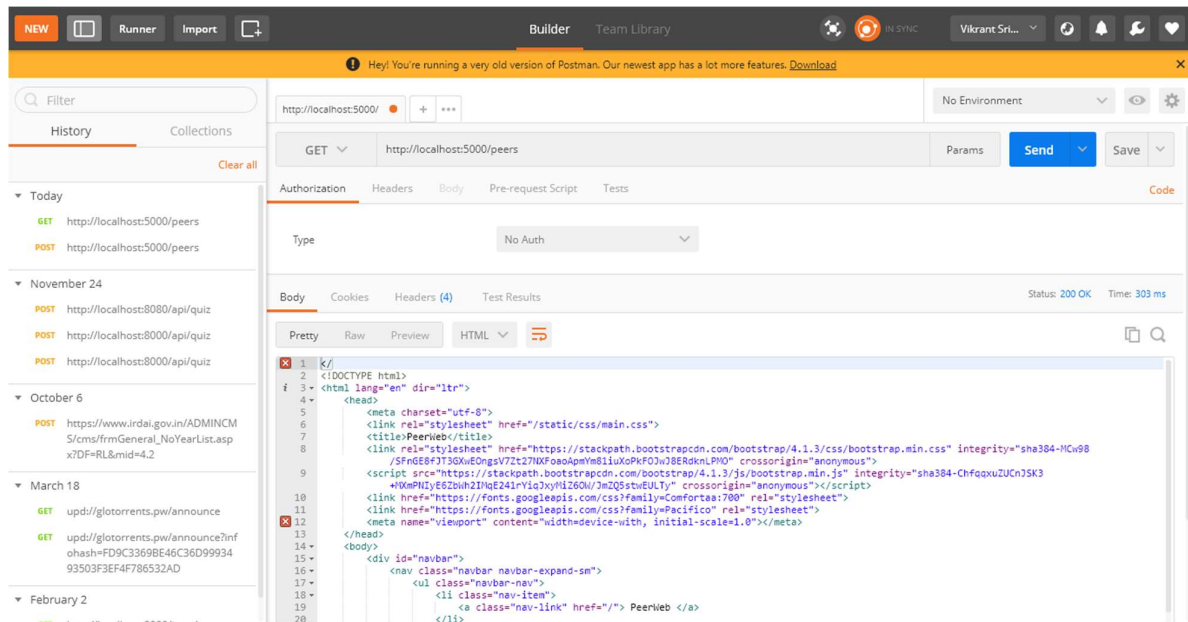 NEW Runner Import Builder Team Library IN SYNC Vikrant Sri...
Hey! You're running a very old version of Postman. Our newest app has a lot more features. Download
Filter
History Collections
Clear all
Today
GET http://localhost:5000/peers
POST http://localhost:5000/peers
November 24
POST http://localhost:8080/api/quiz
POST http://localhost:8000/api/quiz
POST http://localhost:8000/api/quiz
October 6
POST https://www.irdai.gov.in/ADMINCM
S/cms/frmGeneral_NoYearList.asp
x?DF=RL&mid=4.2
March 18
GET upd://glotorrents.pw/announce
GET upd://glotorrents.pw/announce?inf
ohash=FD9C3369BE46C36D99934
93503F3EF4F786532AD
February 2
http://localhost:5000/ No Environment
GET http://localhost:5000/peers Params Send Save
Authorization Headers Body Pre-request Script Tests Code
Type No Auth
Body Cookies Headers (4) Test Results Status: 200 OK Time: 303 ms
Pretty Raw Preview HTML
1 </
2 <!DOCTYPE html>
i 3 <html lang="en" dir="ltr">
4 <head>
5 <meta charset="utf-8">
6 <link rel="stylesheet" href="/static/css/main.css">
7 <title>PeerWeb</title>
8 <link rel="stylesheet" href="https://stackpath.bootstrapcdn.com/bootstrap/4.1.3/css/bootstrap.min.css" integrity="sha384-MCw98
/SFnGE8fJT3GXwEOngsV7Zt27NXFoaoApmYm81iuXoPkFOJwJ8ERdknLPMO" crossorigin="anonymous">
9 <script src="https://stackpath.bootstrapcdn.com/bootstrap/4.1.3/js/bootstrap.min.js" integrity="sha384-ChfqqxuZUCnJSK3
+MXmPNIyE6ZbWh2IMqE241rYiqJxyMiZ6OW/JmZQ5stwEULTy" crossorigin="anonymous"></script>
10 <link href="https://fonts.googleapis.com/css?family=Comfortaa:700" rel="stylesheet">
11 <link href="https://fonts.googleapis.com/css?family=Pacifico" rel="stylesheet">
12 <meta name="viewport" content="width=device-with, initial-scale=1.0"></meta>
13 </head>
14 <body>
15 <div id="navbar">
16 <nav class="navbar navbar-expand-sm">
17 <ul class="navbar-nav">
18 <li class="nav-item">
19 <a class="nav-link" href="/"> PeerWeb </a>
20 </li>